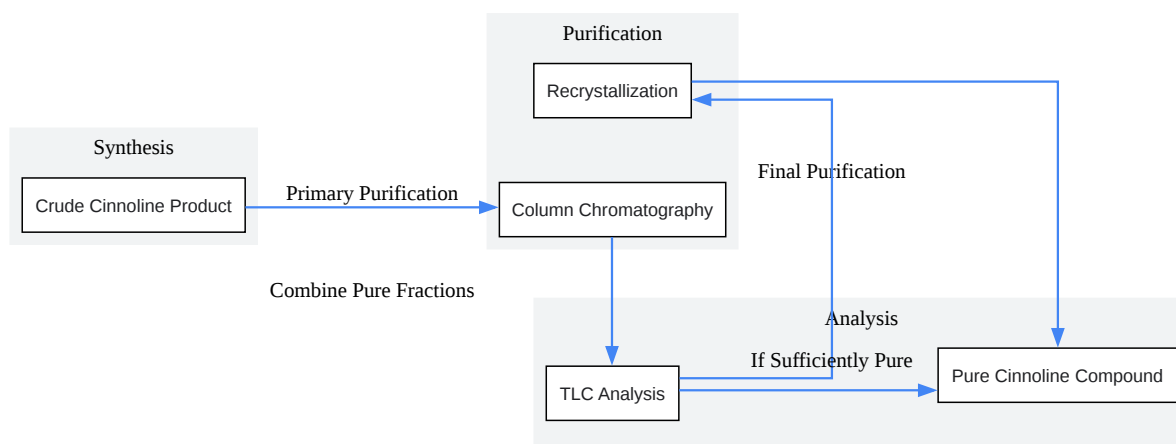 Purification
Recrystallization
Synthesis
Crude Cinnoline Product
Primary Purification
Column Chromatography
Final Purification
Combine Pure Fractions
Analysis
If Sufficiently Pure
TLC Analysis
Pure Cinnoline Compound